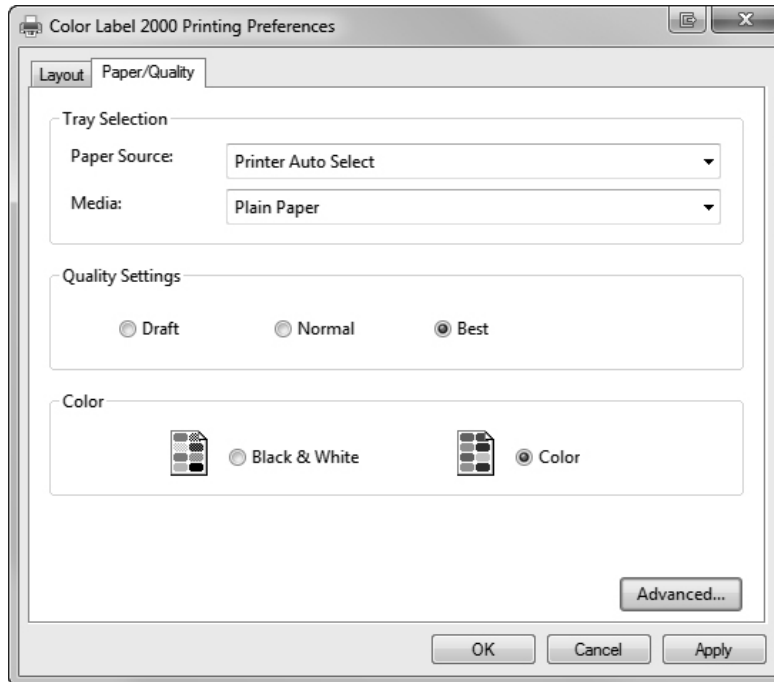 Color Label 2000 Printing Preferences
Layout
Paper/Quality
Tray Selection
Paper Source:
Printer Auto Select
Media:
Plain Paper
Quality Settings
Draft
Normal
Best
Color
Black & White
Color
Advanced...
OK
Cancel
Apply